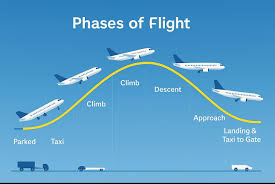 Phases of Flight
Parked
Taxi
Climb
Climb
Descent
Approach
Landing &
Taxi to Gate